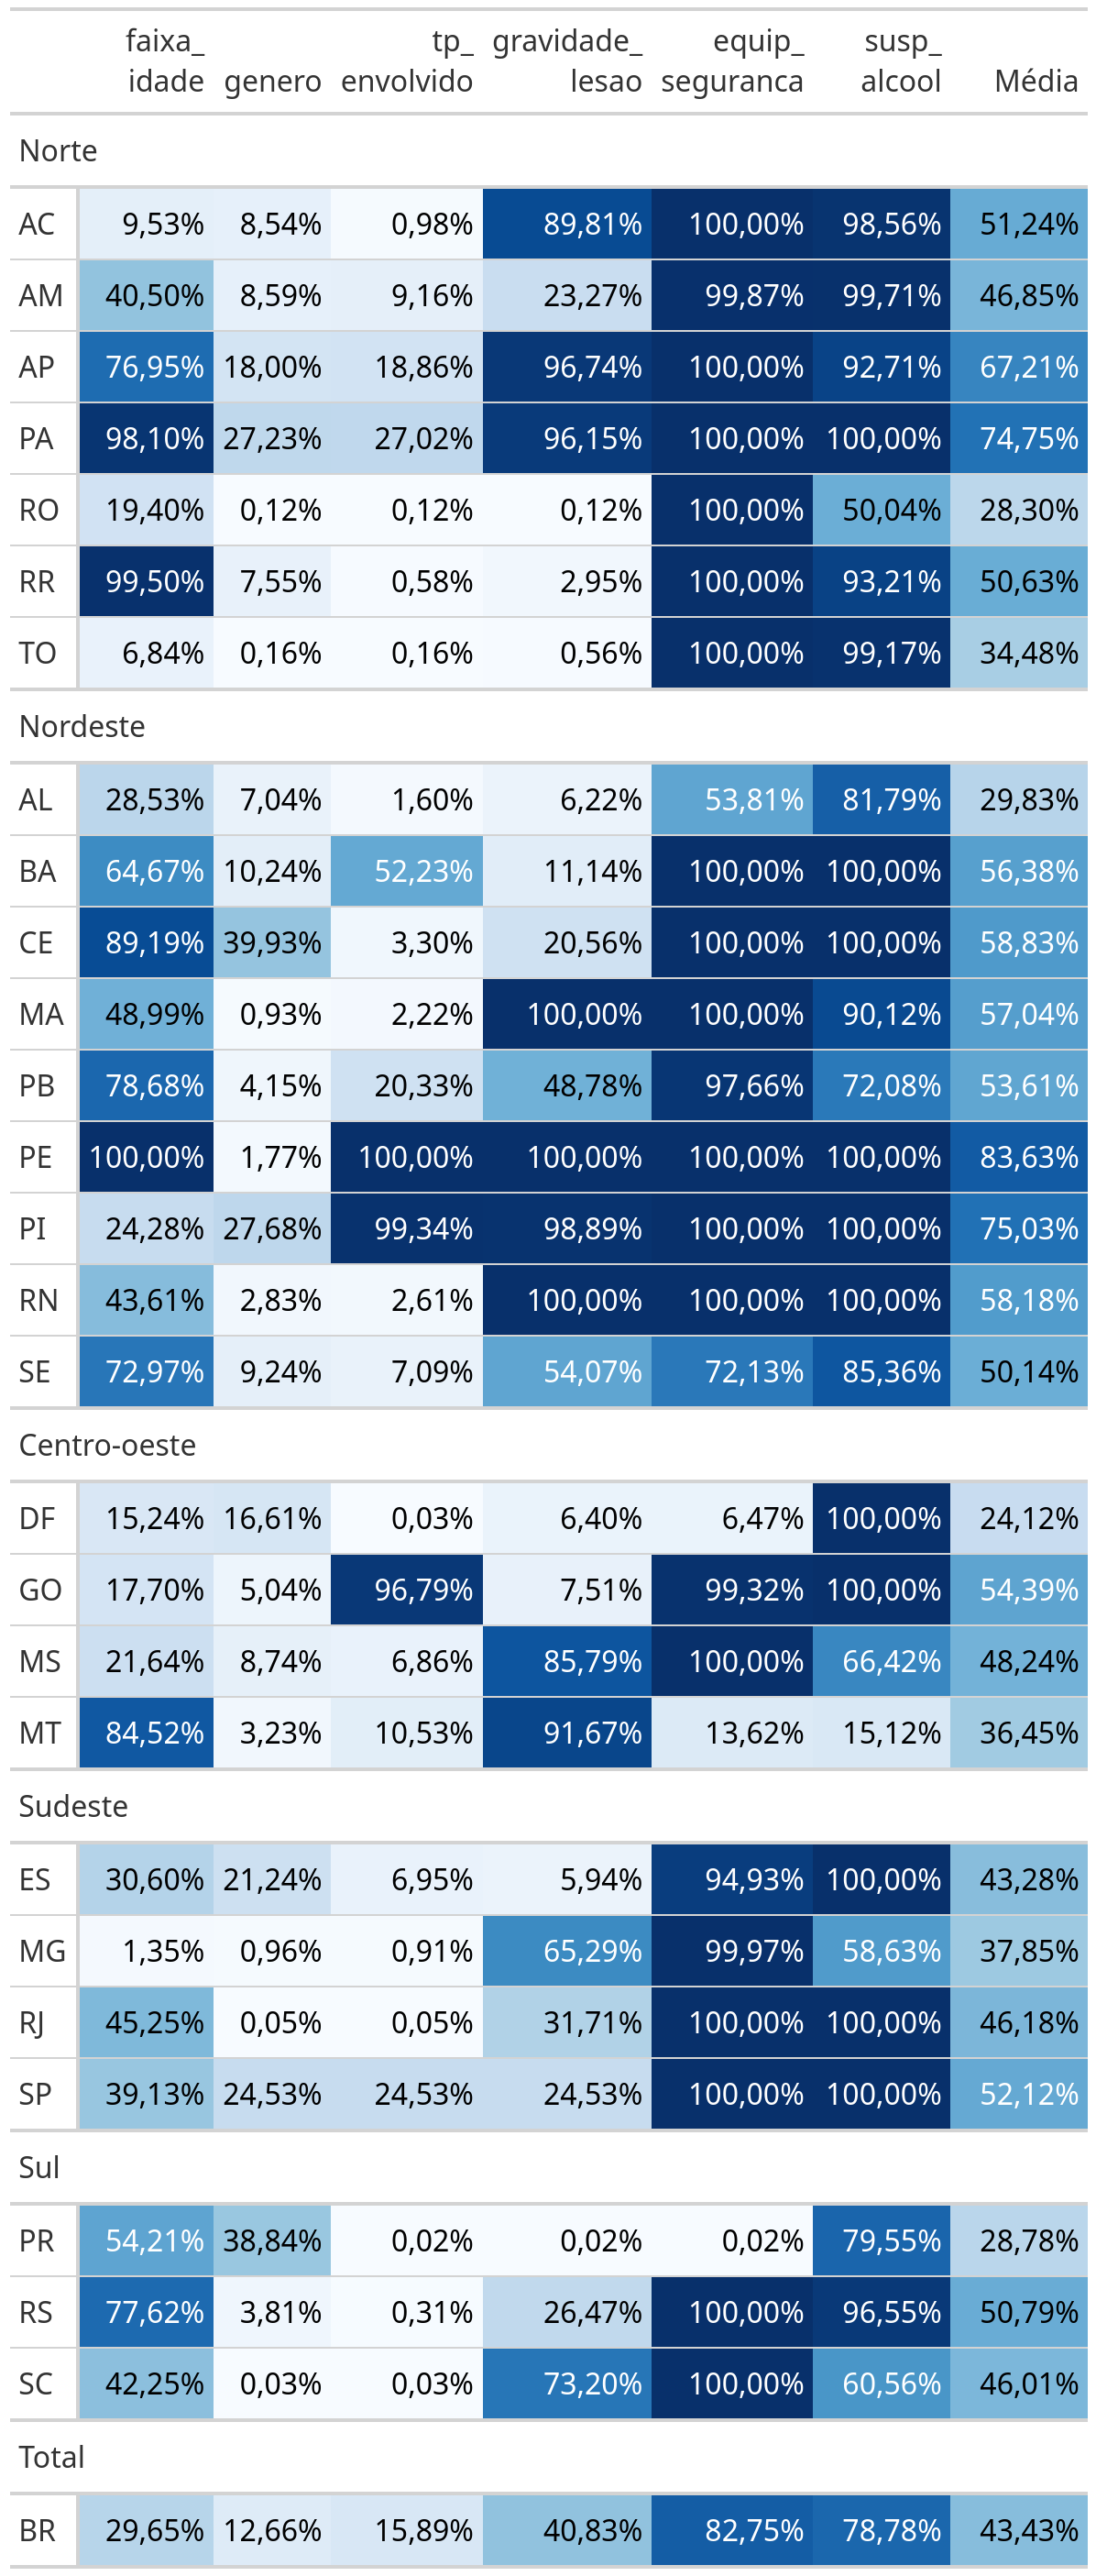 faixa_ tp_ gravidade_ equip_ susp_
idade genero envolvido lesao seguranca alcool Média
Norte
AC 9,53% 8,54% 0,98% 89,81% 100,00% 98,56% 51,24%
AM 40,50% 8,59% 9,16% 23,27% 99,87% 99,71% 46,85%
AP 76,95% 18,00% 18,86% 96,74% 100,00% 92,71% 67,21%
PA 98,10% 27,23% 27,02% 96,15% 100,00% 100,00% 74,75%
RO 19,40% 0,12% 0,12% 0,12% 100,00% 50,04% 28,30%
RR 99,50% 7,55% 0,58% 2,95% 100,00% 93,21% 50,63%
TO 6,84% 0,16% 0,16% 0,56% 100,00% 99,17% 34,48%
Nordeste
AL 28,53% 7,04% 1,60% 6,22% 53,81% 81,79% 29,83%
BA 64,67% 10,24% 52,23% 11,14% 100,00% 100,00% 56,38%
CE 89,19% 39,93% 3,30% 20,56% 100,00% 100,00% 58,83%
MA 48,99% 0,93% 2,22% 100,00% 100,00% 90,12% 57,04%
PB 78,68% 4,15% 20,33% 48,78% 97,66% 72,08% 53,61%
PE 100,00% 1,77% 100,00% 100,00% 100,00% 100,00% 83,63%
PI 24,28% 27,68% 99,34% 98,89% 100,00% 100,00% 75,03%
RN 43,61% 2,83% 2,61% 100,00% 100,00% 100,00% 58,18%
SE 72,97% 9,24% 7,09% 54,07% 72,13% 85,36% 50,14%
Centro-oeste
DF 15,24% 16,61% 0,03% 6,40% 6,47% 100,00% 24,12%
GO 17,70% 5,04% 96,79% 7,51% 99,32% 100,00% 54,39%
MS 21,64% 8,74% 6,86% 85,79% 100,00% 66,42% 48,24%
MT 84,52% 3,23% 10,53% 91,67% 13,62% 15,12% 36,45%
Sudeste
ES 30,60% 21,24% 6,95% 5,94% 94,93% 100,00% 43,28%
MG 1,35% 0,96% 0,91% 65,29% 99,97% 58,63% 37,85%
RJ 45,25% 0,05% 0,05% 31,71% 100,00% 100,00% 46,18%
SP 39,13% 24,53% 24,53% 24,53% 100,00% 100,00% 52,12%
Sul
PR 54,21% 38,84% 0,02% 0,02% 0,02% 79,55% 28,78%
RS 77,62% 3,81% 0,31% 26,47% 100,00% 96,55% 50,79%
SC 42,25% 0,03% 0,03% 73,20% 100,00% 60,56% 46,01%
Total
BR 29,65% 12,66% 15,89% 40,83% 82,75% 78,78% 43,43%